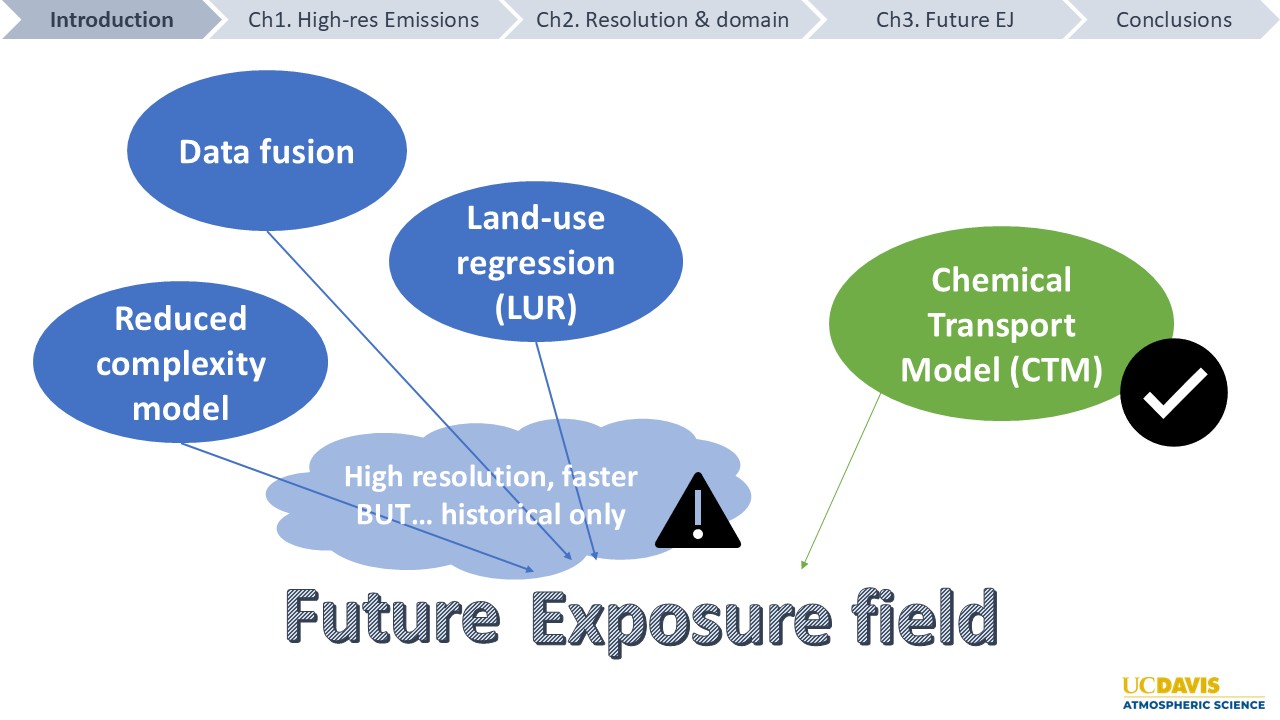 Introduction
Ch1. High-res Emissions
Ch2. Resolution & domain
Ch3. Future EJ
Conclusions
Data fusion
Land-use
regression
(LUR)
Reduced
complexity
model
Chemical
Transport
Model (CTM)
High resolution, faster
BUT... historical only
Future Exposure field
UCDAVIS
ATMOSPHERIC SCIENCE